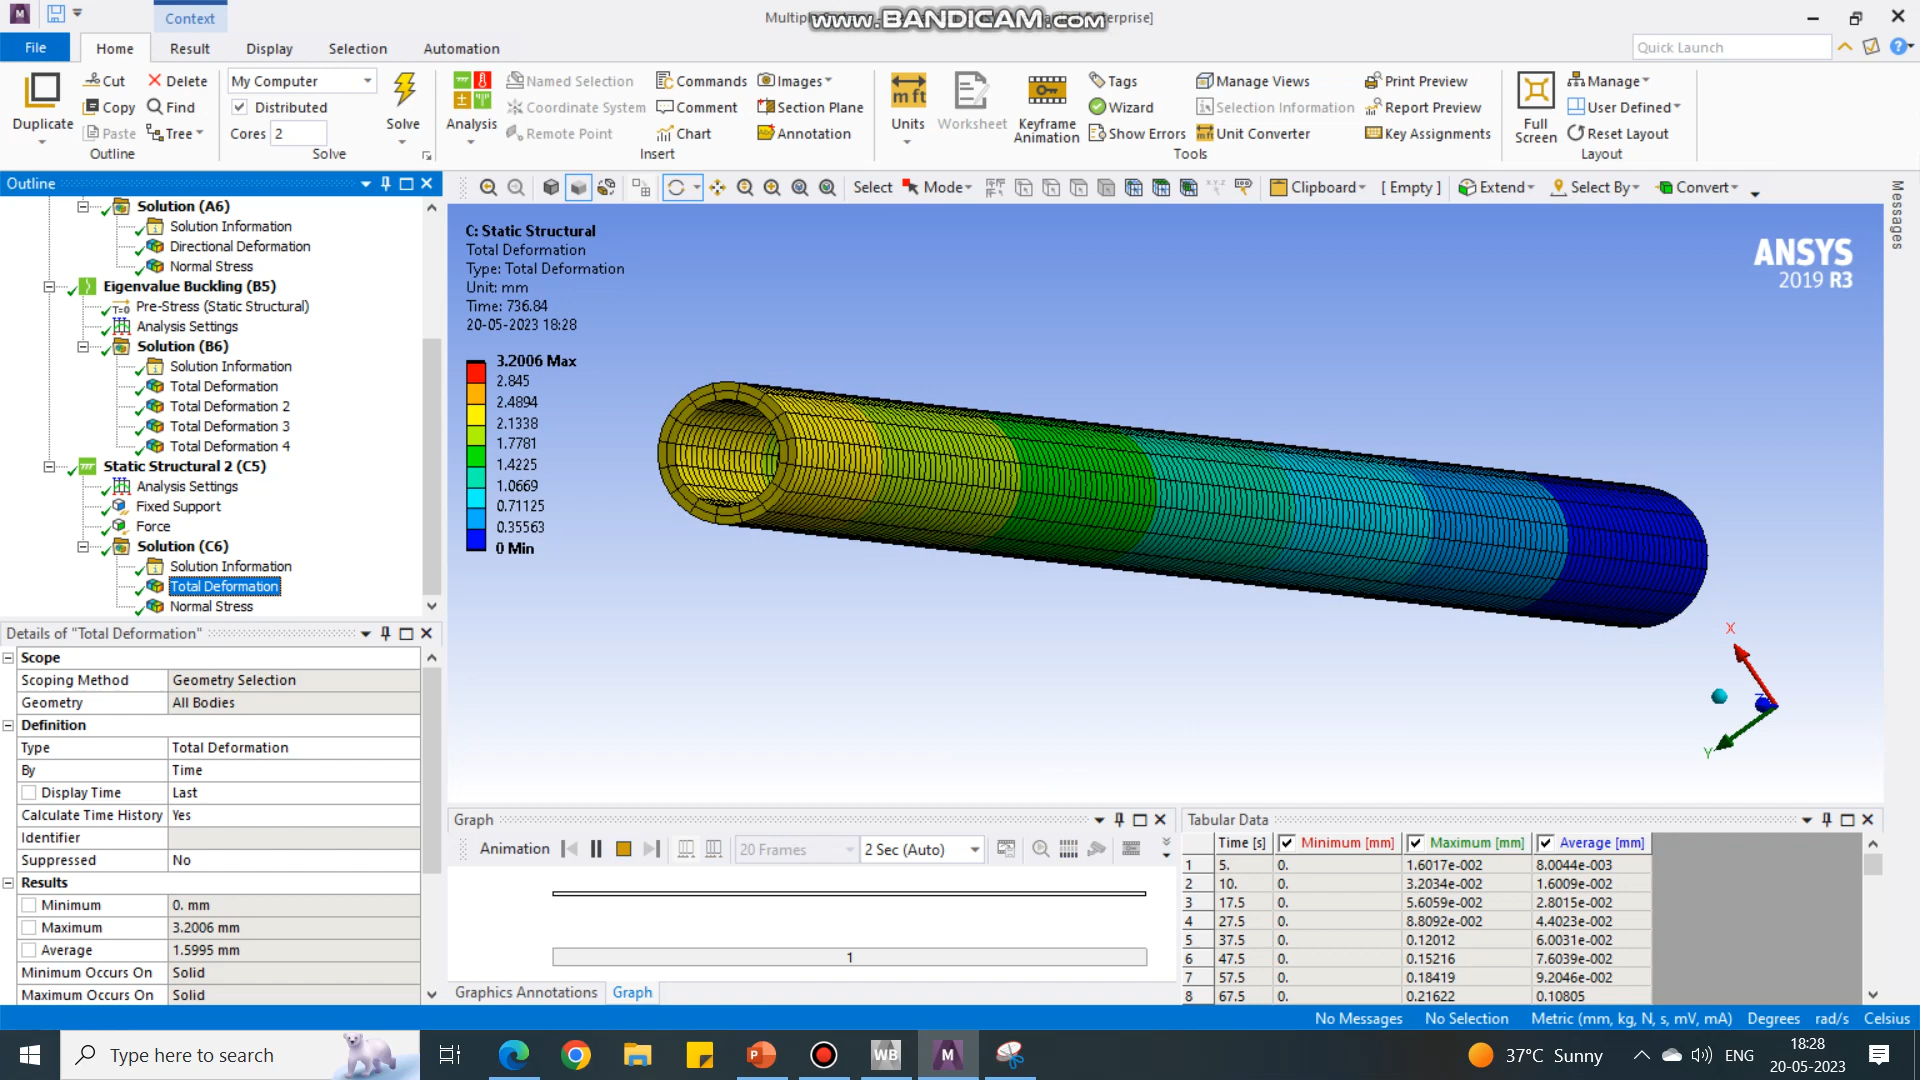 Context
Multipl
www.BANDICAM.com
erprise]
File
Home
Result
Display
Selection
Automation
Quick Launch
Duplicate
Cut
Copy
Paste
Delete
Find
Tree
Outline
My Computer
Distributed
Cores 2
Solve
Solve
Analysis
Named Selection
Coordinate System
Remote Point
Commands
Comment
Chart
Images
Section Plane
Annotation
Insert
Units
Worksheet
Keyframe
Animation
Tags
Wizard
Show Errors
Manage Views
Selection Information
Unit Converter
Print Preview
Report Preview
Key Assignments
Tools
Full
Screen
Manage
User Defined
Reset Layout
Layout
Outline
Select
Mode
Clipboard
[ Empty ]
Extend
Select By
Convert
Messages
Solution (A6)
Solution Information
Directional Deformation
Normal Stress
Eigenvalue Buckling (B5)
Pre-Stress (Static Structural)
Analysis Settings
Solution (B6)
Solution Information
Total Deformation
Total Deformation 2
Total Deformation 3
Total Deformation 4
Static Structural 2 (C5)
Analysis Settings
Fixed Support
Force
Solution (C6)
Solution Information
Total Deformation
Normal Stress
C: Static Structural
Total Deformation
Type: Total Deformation
Unit: mm
Time: 736.84
20-05-2023 18:28
3.2006 Max
2.845
2.4894
2.1338
1.7781
1.4225
1.0669
0.71125
0.35563
0 Min
ANSYS
2019 R3
X
Y
Z
Details of "Total Deformation"
Scope
Scoping Method Geometry Selection
Geometry All Bodies
Definition
Type Total Deformation
By Time
Display Time Last
Calculate Time History Yes
Identifier
Suppressed No
Results
Minimum 0. mm
Maximum 3.2006 mm
Average 1.5995 mm
Minimum Occurs On Solid
Maximum Occurs On Solid
Graph
Animation
20 Frames
2 Sec (Auto)
1
Graphics Annotations
Graph
Tabular Data
Time [s] Minimum [mm] Maximum [mm] Average [mm]
1 5. 0. 1.6017e-002 8.0044e-003
2 10. 0. 3.2034e-002 1.6009e-002
3 17.5 0. 5.6059e-002 2.8015e-002
4 27.5 0. 8.8092e-002 4.4023e-002
5 37.5 0. 0.12012 6.0031e-002
6 47.5 0. 0.15216 7.6039e-002
7 57.5 0. 0.18419 9.2046e-002
8 67.5 0. 0.21622 0.10805
No Messages
No Selection
Metric (mm, kg, N, s, mV, mA)
Degrees
rad/s
Celsius
Type here to search
37°C Sunny
ENG
18:28
20-05-2023